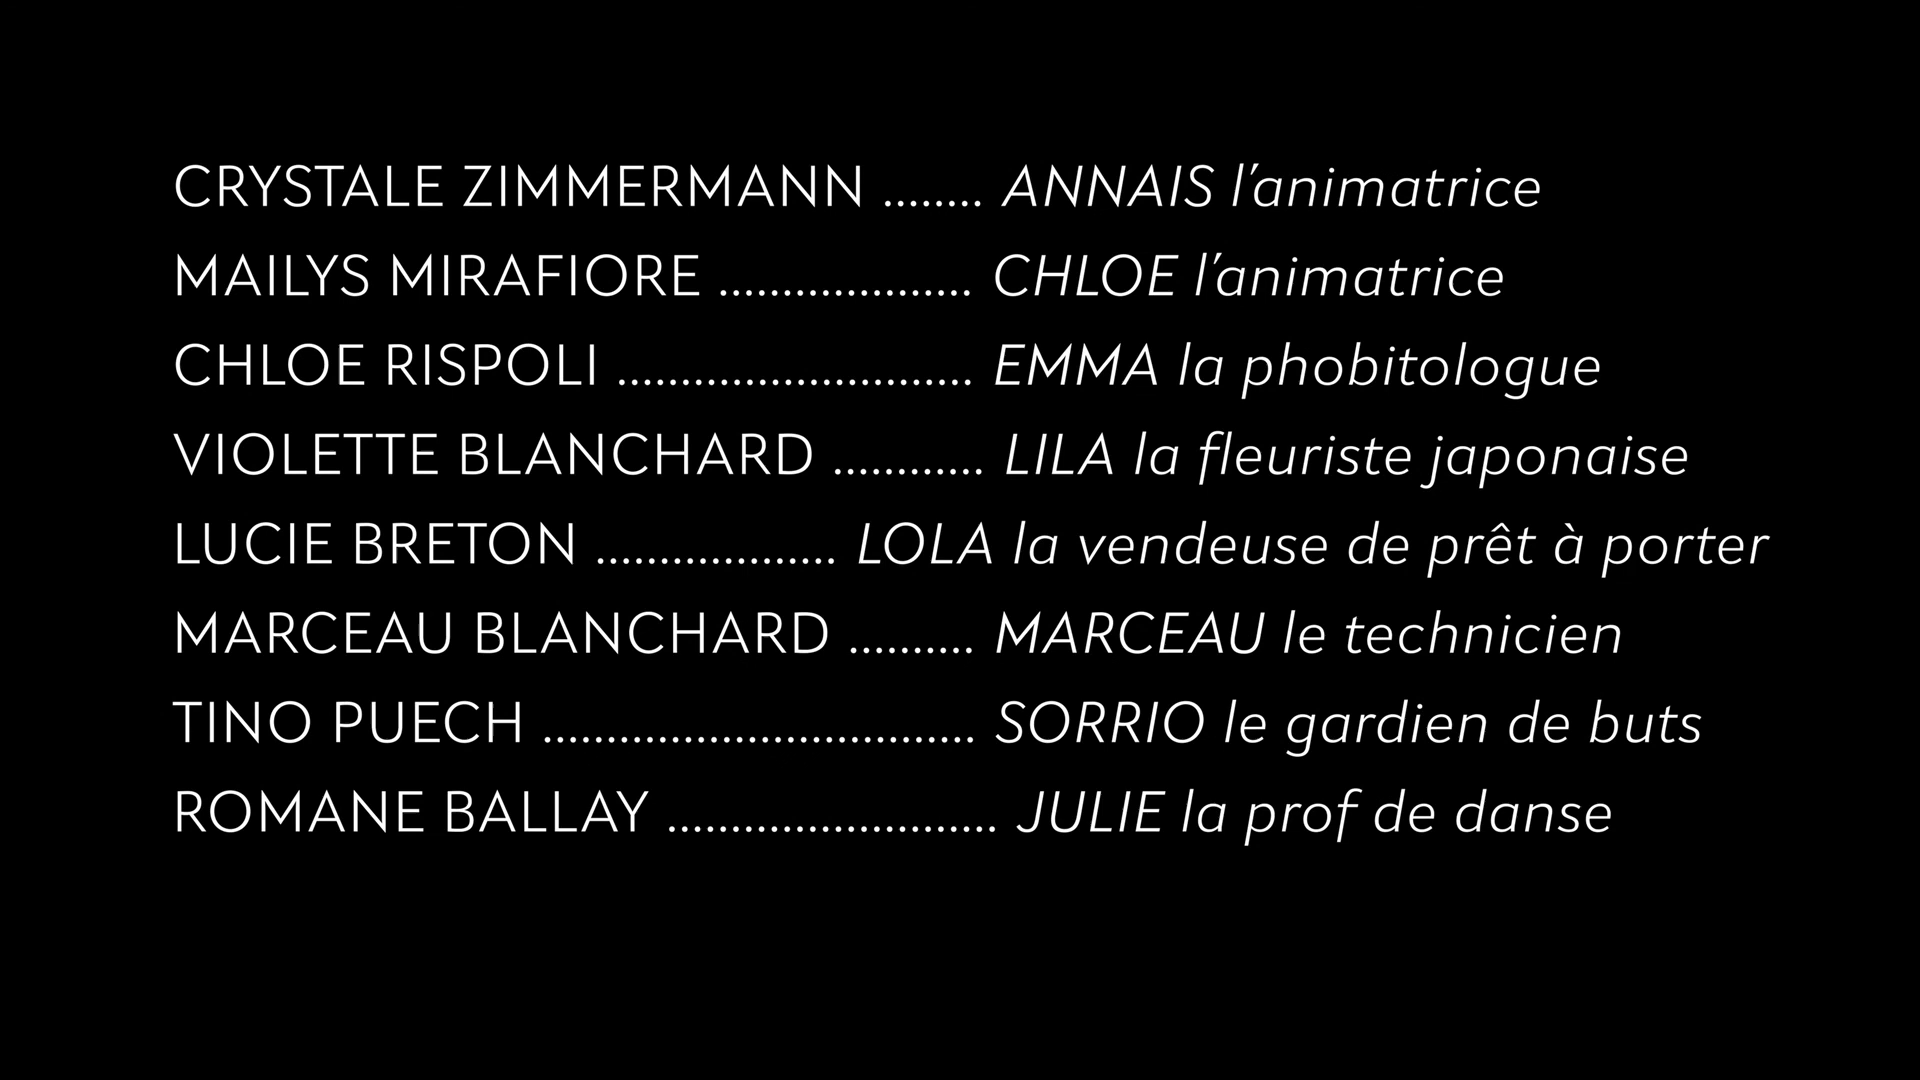 CRYSTALE ZIMMERMANN ........ ANNAIS l'animatrice
MAILYS MIRAFIORE .................... CHLOE l'animatrice
CHLOE RISPOLI ............................ EMMA la phobitologue
VIOLETTE BLANCHARD ............ LILA la fleuriste japonaise
LUCIE BRETON ................... LOLA la vendeuse de prêt à porter
MARCEAU BLANCHARD .......... MARCEAU le technicien
TINO PUECH .................................. SORRIO le gardien de buts
ROMANE BALLAY .......................... JULIE la prof de danse